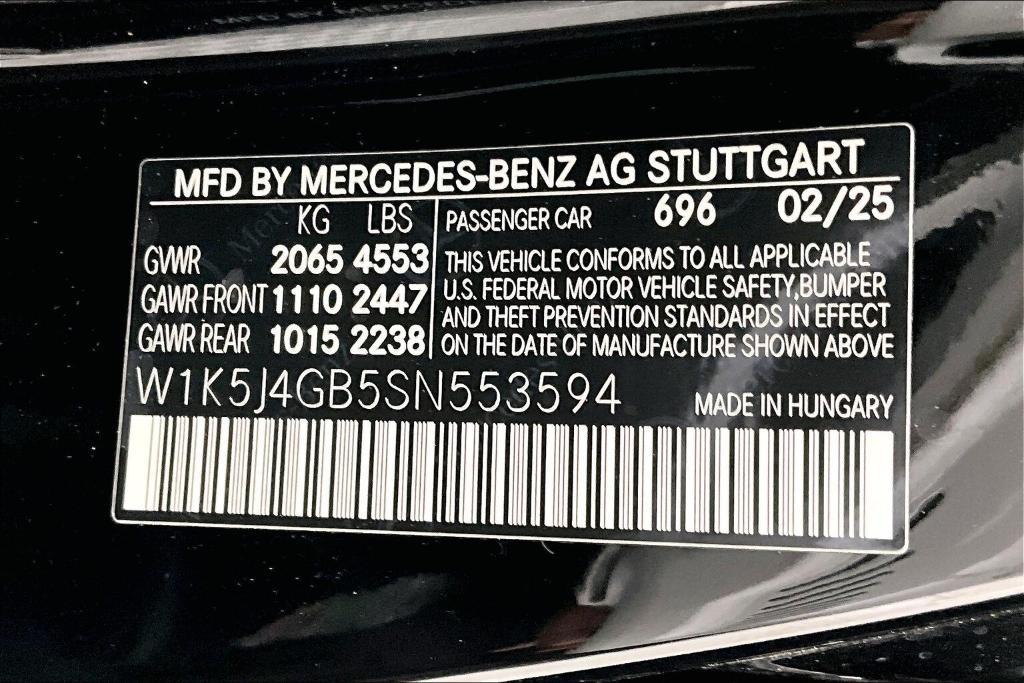 MFD BY MERCEDES-BENZ AG STUTTGART
KG LBS
GVWR 2065 4553
GAWR FRONT 1110 2447
GAWR REAR 1015 2238
PASSENGER CAR 696 02/25
THIS VEHICLE CONFORMS TO ALL APPLICABLE
U.S. FEDERAL MOTOR VEHICLE SAFETY,BUMPER
AND THEFT PREVENTION STANDARDS IN EFFECT
ON THE DATE OF MANUFACTURE SHOWN ABOVE
W1K5J4GB5SN553594
MADE IN HUNGARY